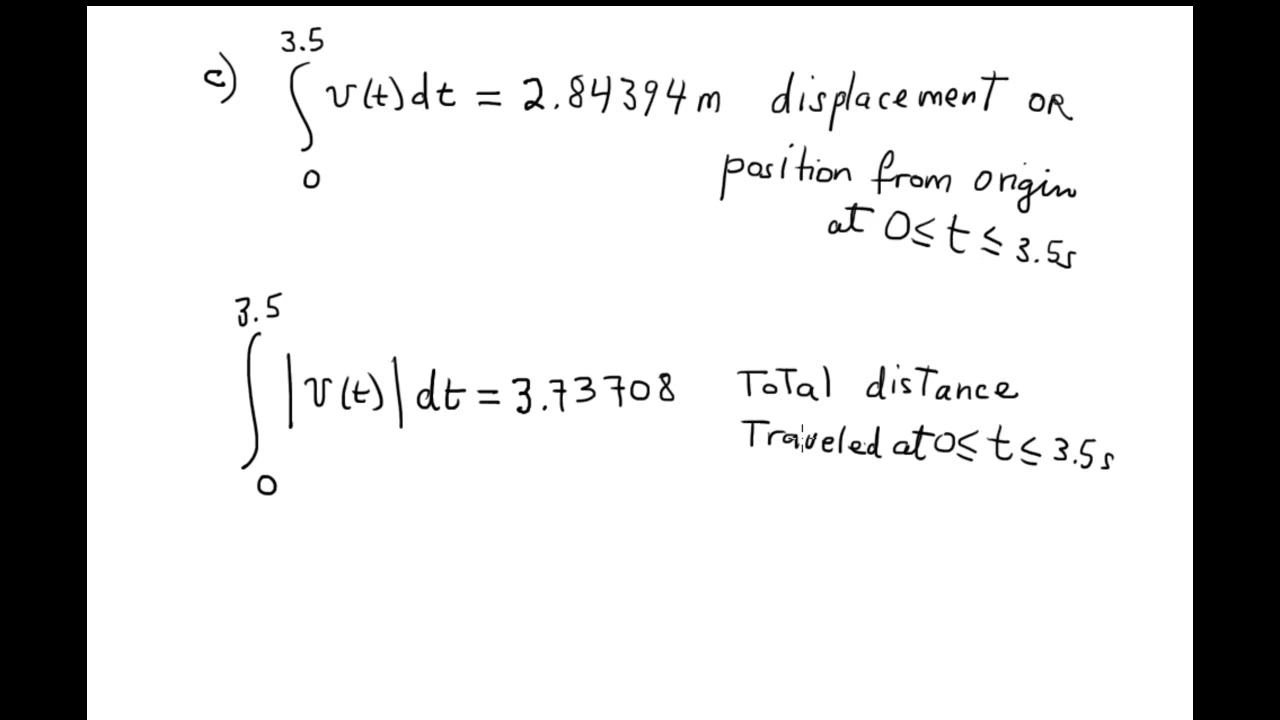 c) ∫₀^3.5 v(t)dt = 2.84394 m displacement OR
position from origin
at 0 ≤ t ≤ 3.5s
∫₀^3.5 |v(t)| dt = 3.73708 ToTal distance
Traveled at 0 ≤ t ≤ 3.5s